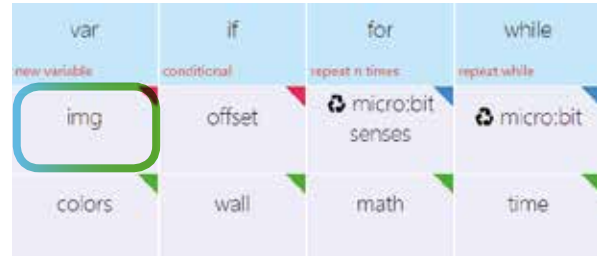 var if for while
new variable conditional repeat n times repeat while
img offset micro:bit senses micro:bit
colors wall math time